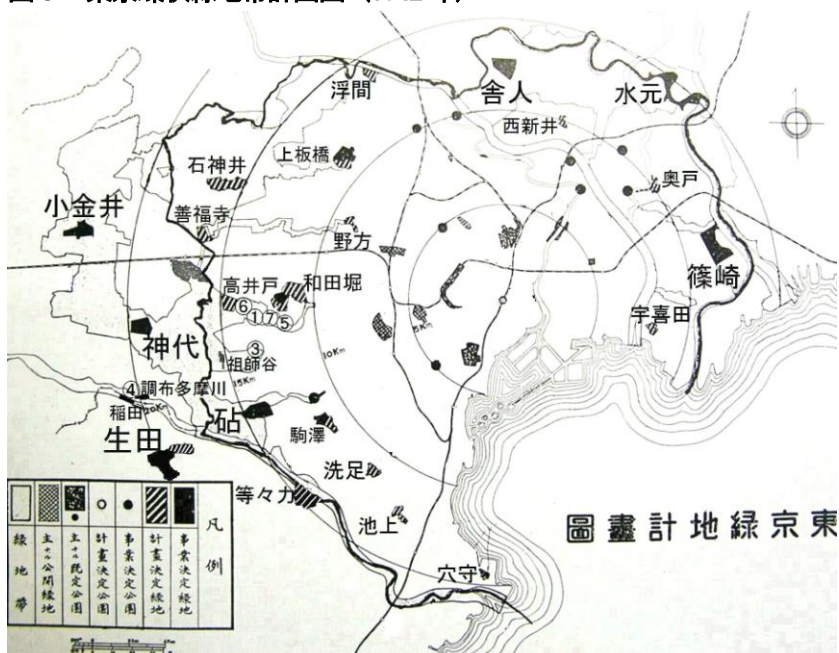 浮間
舎人
水元
西新井
石神井
上板橋
奥戸
小金井
善福寺
野方
高井戸
和田堀
篠崎
⑥
①⑦⑤
5Km
宇喜田
神代
③
祖師谷
10Km
15Km
④調布多摩川
稲田
20Km
砧
生田
駒澤
洗足
等々力
池上
穴守
東京緑地計畫圖
凡例
事業決定緑地
計畫決定緑地
事業決定公園
計畫決定公園
主ナル既定公園
主ナル公開緑地
緑地帯